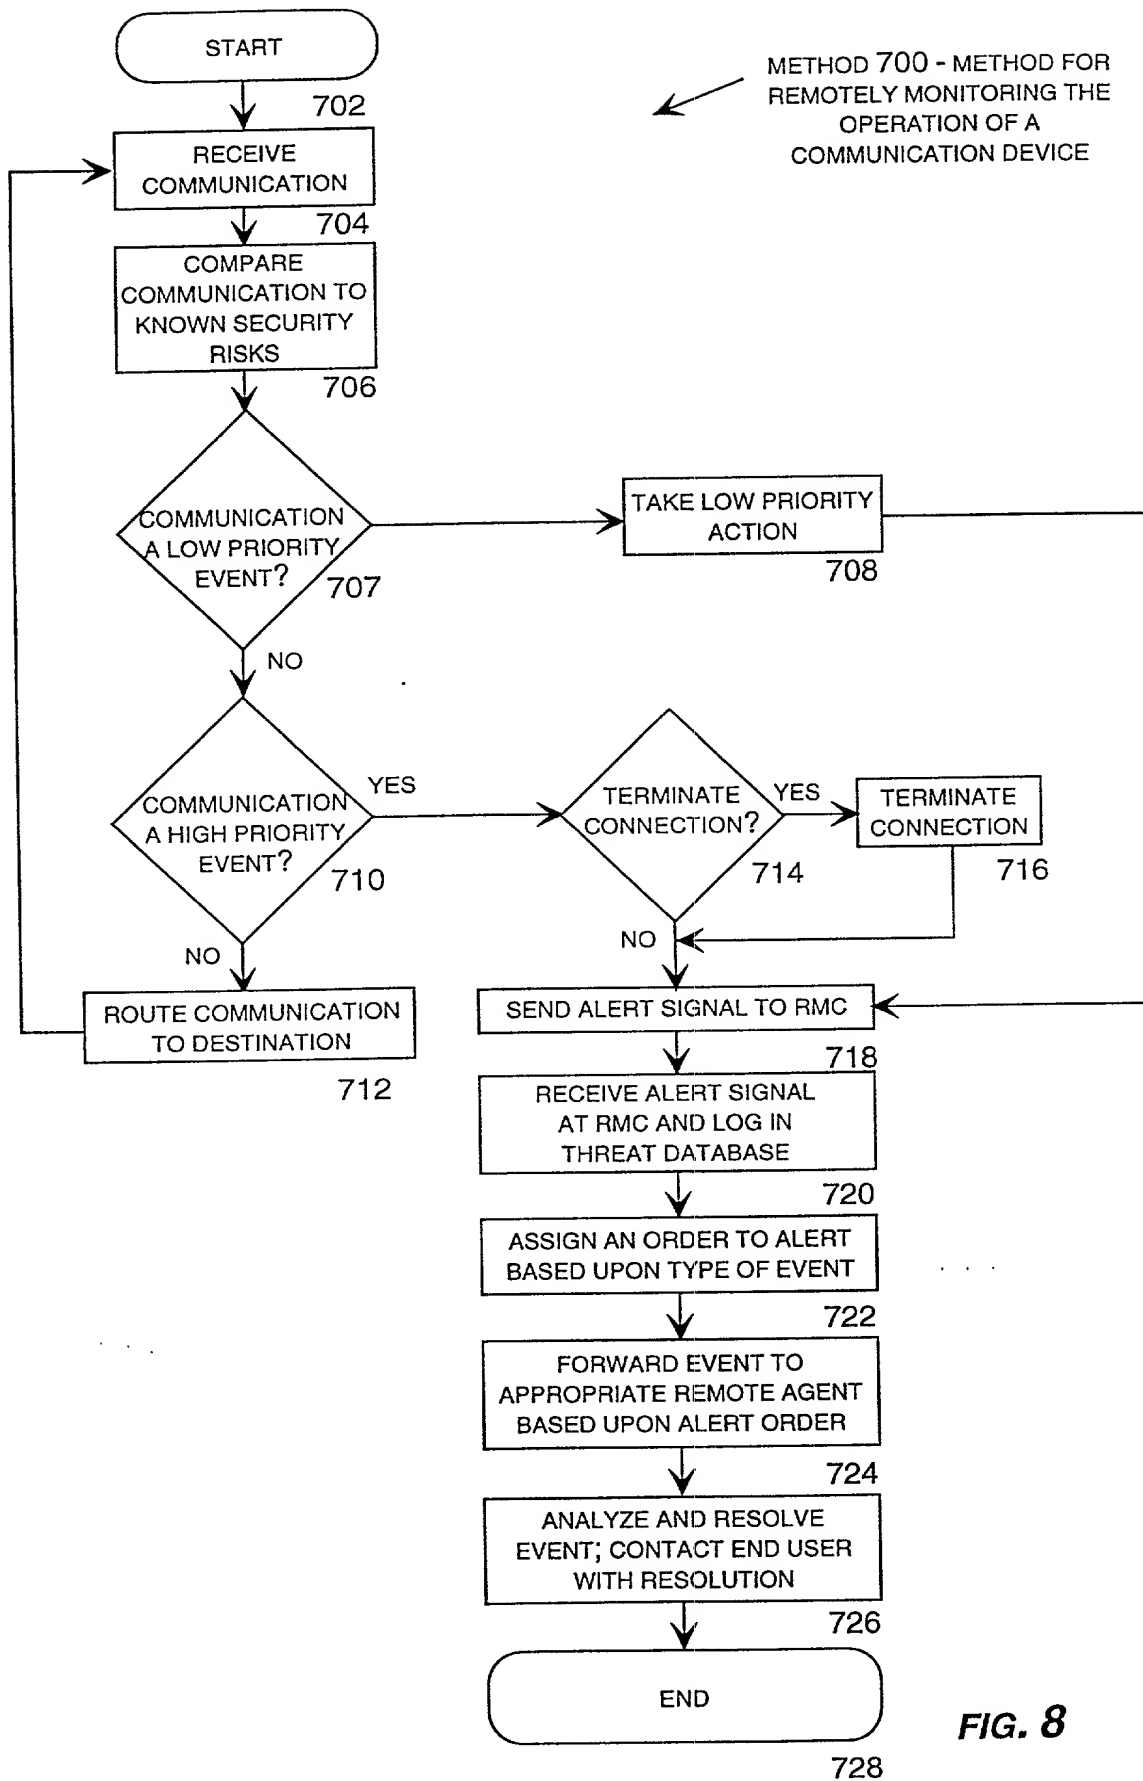 START
METHOD 700 - METHOD FOR
REMOTELY MONITORING THE
OPERATION OF A
COMMUNICATION DEVICE
702
RECEIVE
COMMUNICATION
704
COMPARE
COMMUNICATION TO
KNOWN SECURITY
RISKS
706
COMMUNICATION
A LOW PRIORITY
EVENT?
707
TAKE LOW PRIORITY
ACTION
708
NO
COMMUNICATION
A HIGH PRIORITY
EVENT?
710
YES
TERMINATE
CONNECTION?
714
YES
TERMINATE
CONNECTION
716
NO
NO
ROUTE COMMUNICATION
TO DESTINATION
712
SEND ALERT SIGNAL TO RMC
718
RECEIVE ALERT SIGNAL
AT RMC AND LOG IN
THREAT DATABASE
720
ASSIGN AN ORDER TO ALERT
BASED UPON TYPE OF EVENT
722
FORWARD EVENT TO
APPROPRIATE REMOTE AGENT
BASED UPON ALERT ORDER
724
ANALYZE AND RESOLVE
EVENT; CONTACT END USER
WITH RESOLUTION
726
END
728
FIG. 8